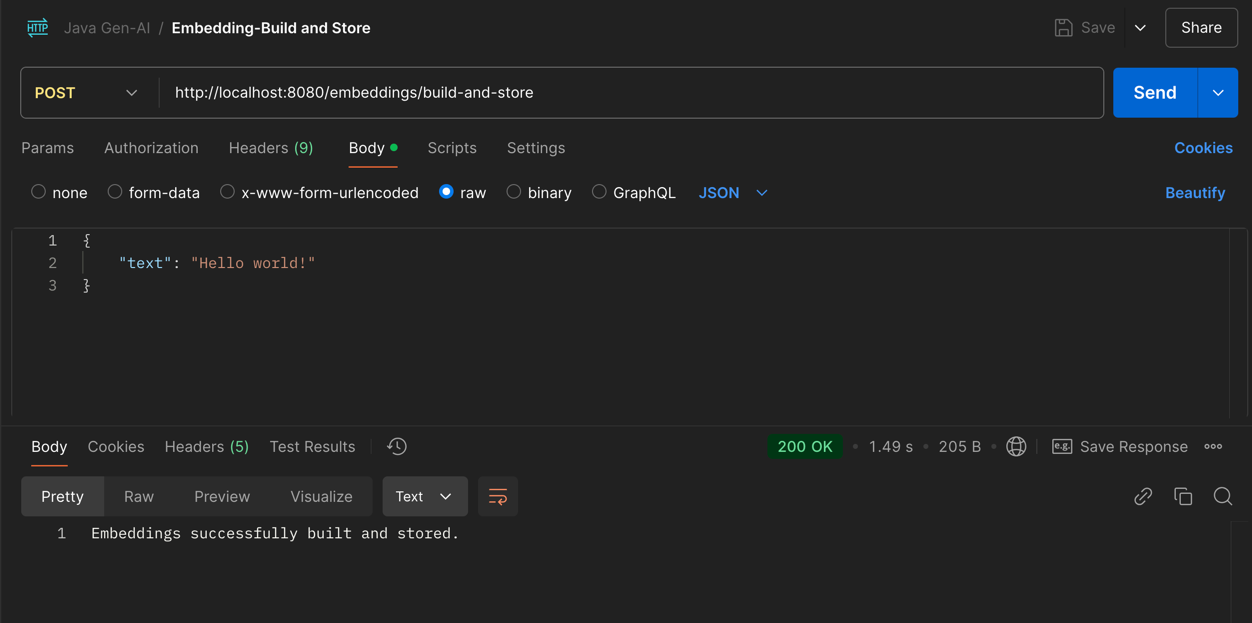 HTTP Java Gen-AI / Embedding-Build and Store Save Share
POST http://localhost:8080/embeddings/build-and-store Send
Params Authorization Headers (9) Body Scripts Settings Cookies
none form-data x-www-form-urlencoded raw binary GraphQL JSON Beautify
1 {
2 "text": "Hello world!"
3 }
Body Cookies Headers (5) Test Results 200 OK 1.49 s 205 B e.g. Save Response
Pretty Raw Preview Visualize Text
1 Embeddings successfully built and stored.